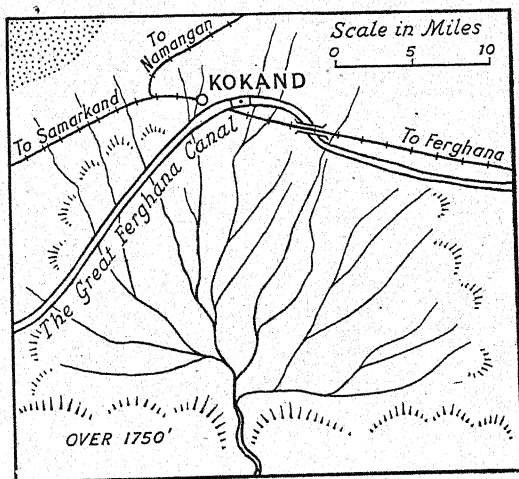 To
Namangan
Scale in Miles
0 5 10
KOKAND
To Samarkand
To Ferghana
The Great Ferghana Canal
OVER 1750'